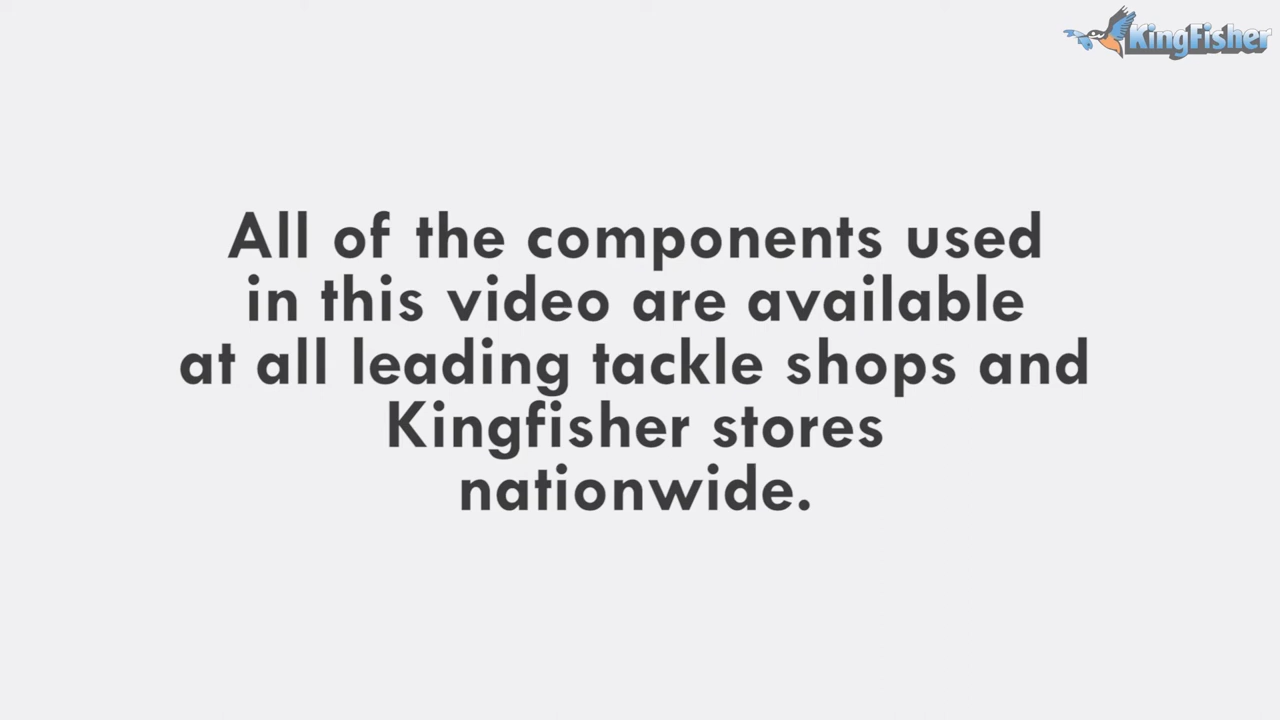 KingFisher
All of the components used
in this video are available
at all leading tackle shops and
Kingfisher stores
nationwide.